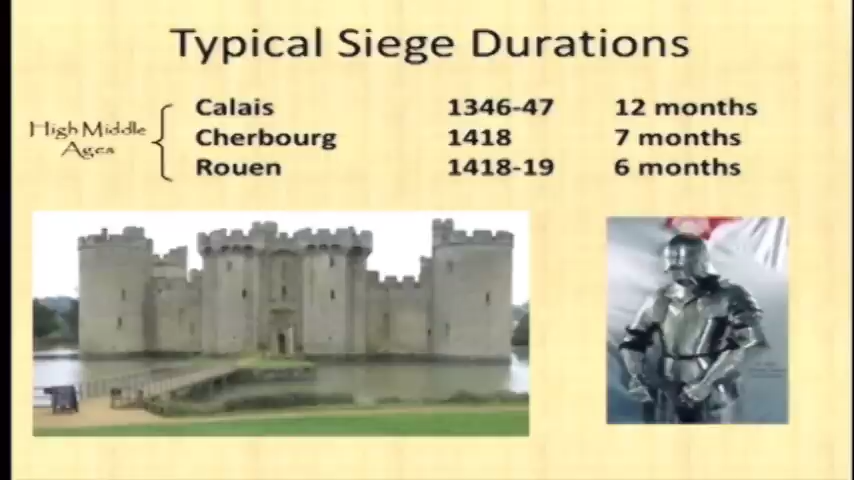 Typical Siege Durations
High Middle
Ages
Calais 1346-47 12 months
Cherbourg 1418 7 months
Rouen 1418-19 6 months